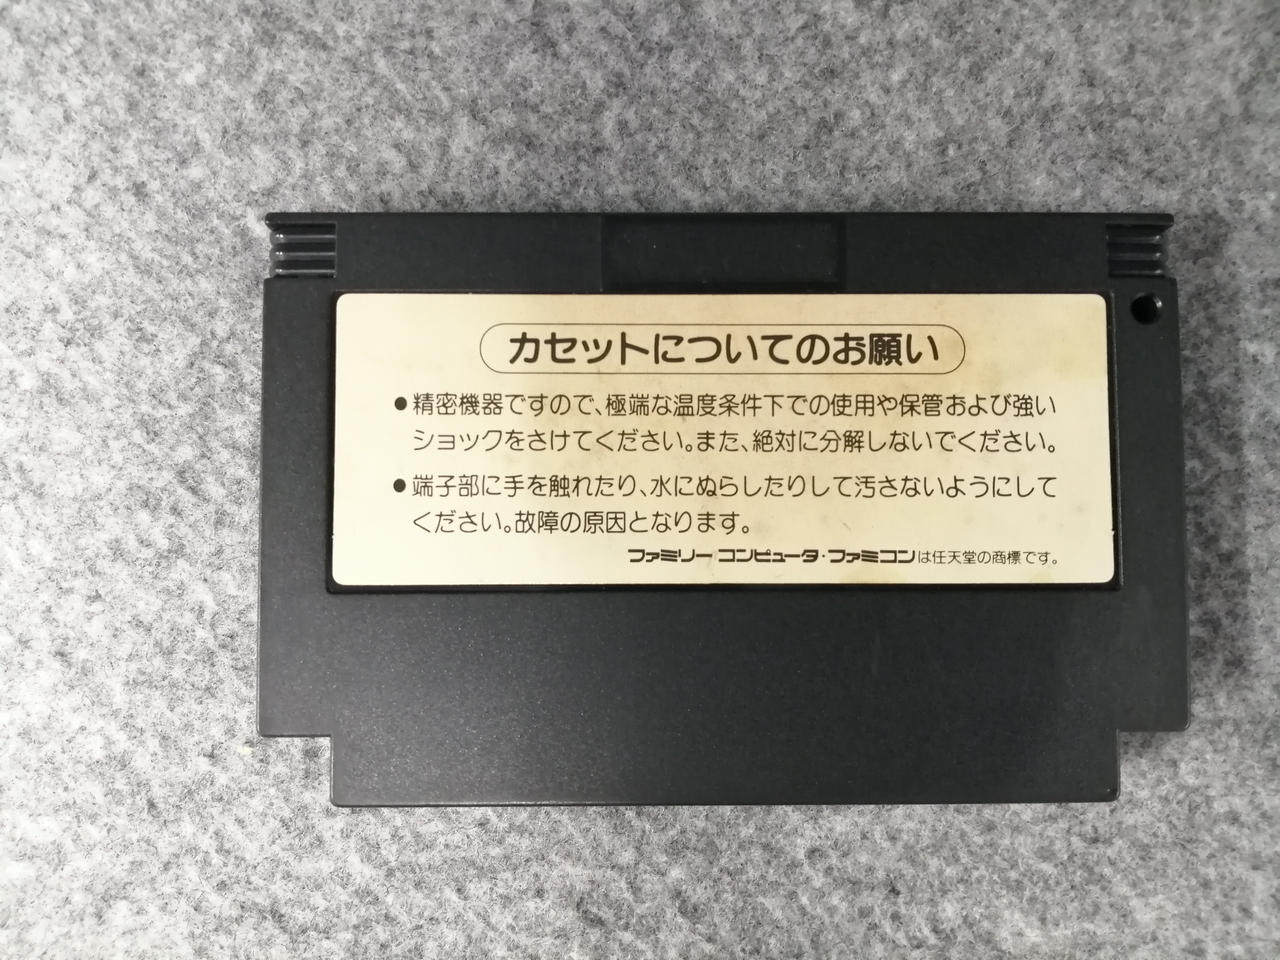 カセットについてのお願い
●精密機器ですので、極端な温度条件下での使用や保管および強い
ショックをさけてください。また、絶対に分解しないでください。
●端子部に手を触れたり、水にぬらしたりして汚さないようにして
ください。故障の原因となります。
ファミリーコンピュータ・ファミコンは任天堂の商標です。